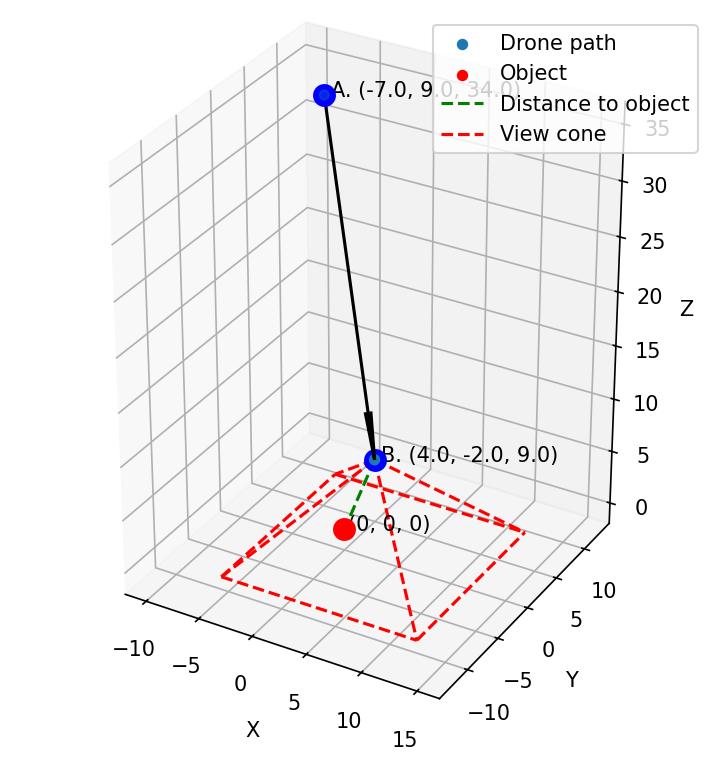 Drone path
Object
Distance to object
View cone
A. (-7.0, 9.0, 34.0)
B. (4.0, -2.0, 9.0)
(0, 0, 0)
35
30
25
20
15
10
5
0
Z
−10
−5
0
5
10
15
X
−10
−5
0
5
10
Y